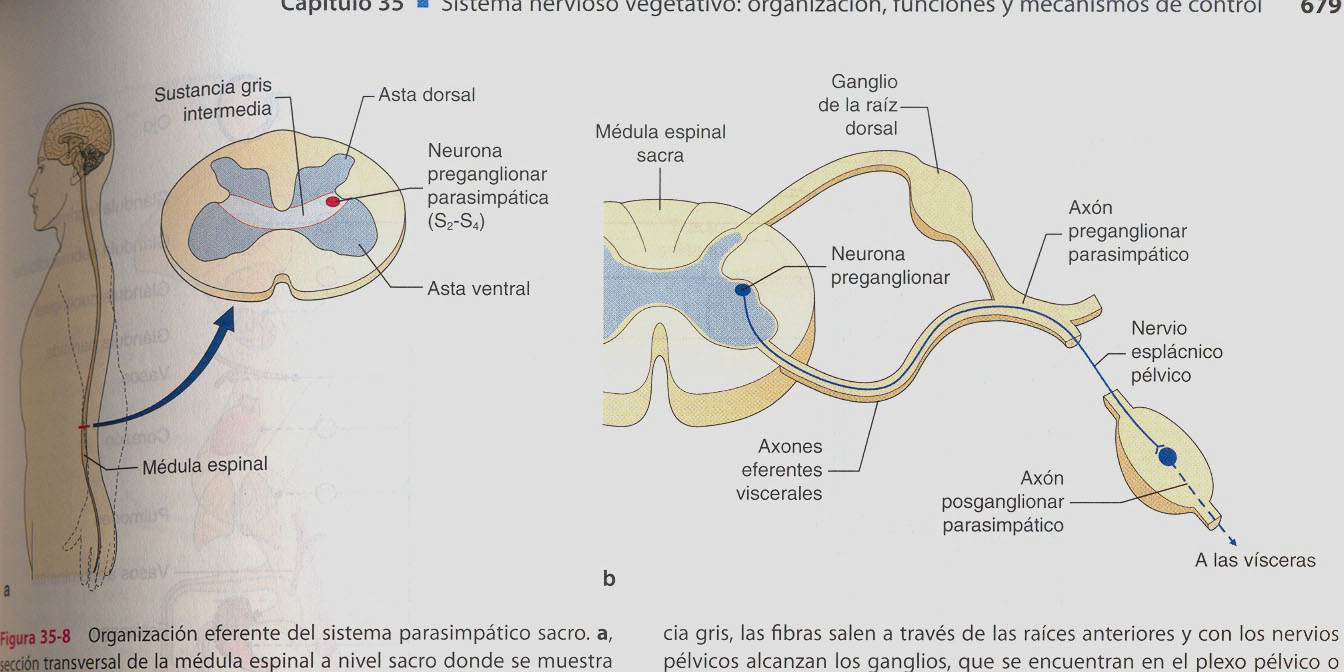 Capítulo 35 ■ Sistema nervioso vegetativo: organización, funciones y mecanismos de control 679
Sustancia gris
intermedia
Asta dorsal
Neurona
preganglionar
parasimpática
(S2-S4)
Asta ventral
Médula espinal
a
Médula espinal
sacra
Ganglio
de la raíz
dorsal
Axón
preganglionar
parasimpático
Neurona
preganglionar
Nervio
esplácnico
pélvico
Axones
eferentes
viscerales
Axón
posganglionar
parasimpático
A las vísceras
b
Figura 35-8 Organización eferente del sistema parasimpático sacro. a,
sección transversal de la médula espinal a nivel sacro donde se muestra
cia gris, las fibras salen a través de las raíces anteriores y con los nervios
pélvicos alcanzan los ganglios, que se encuentran en el plexo pélvico o